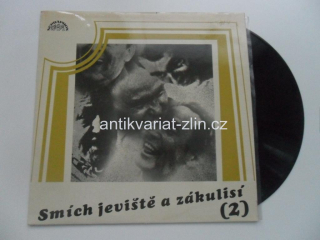 antikvariat-zlin.cz
Smích jeviště a zákulisí
(2)